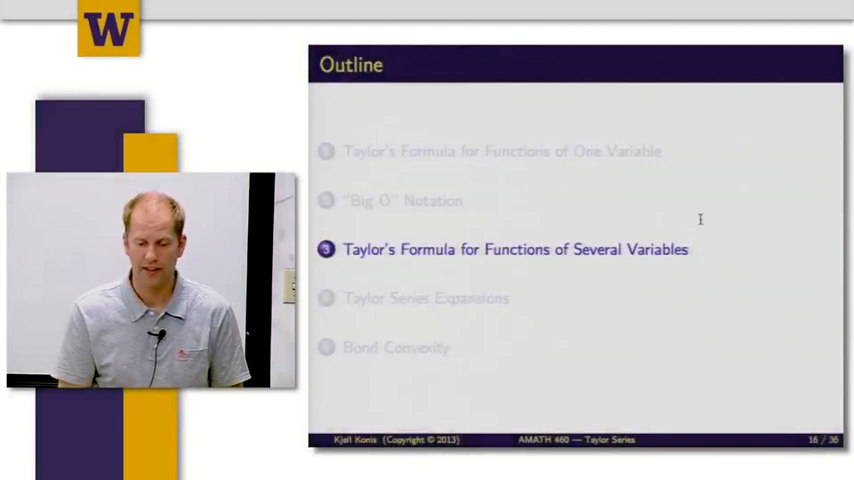 W
Outline
1 Taylor's Formula for Functions of One Variable
2 "Big O" Notation
3 Taylor's Formula for Functions of Several Variables
4 Taylor Series Expansions
5 Bond Convexity
Kjell Konis (Copyright © 2013) AMATH 460 — Taylor Series 16 / 36